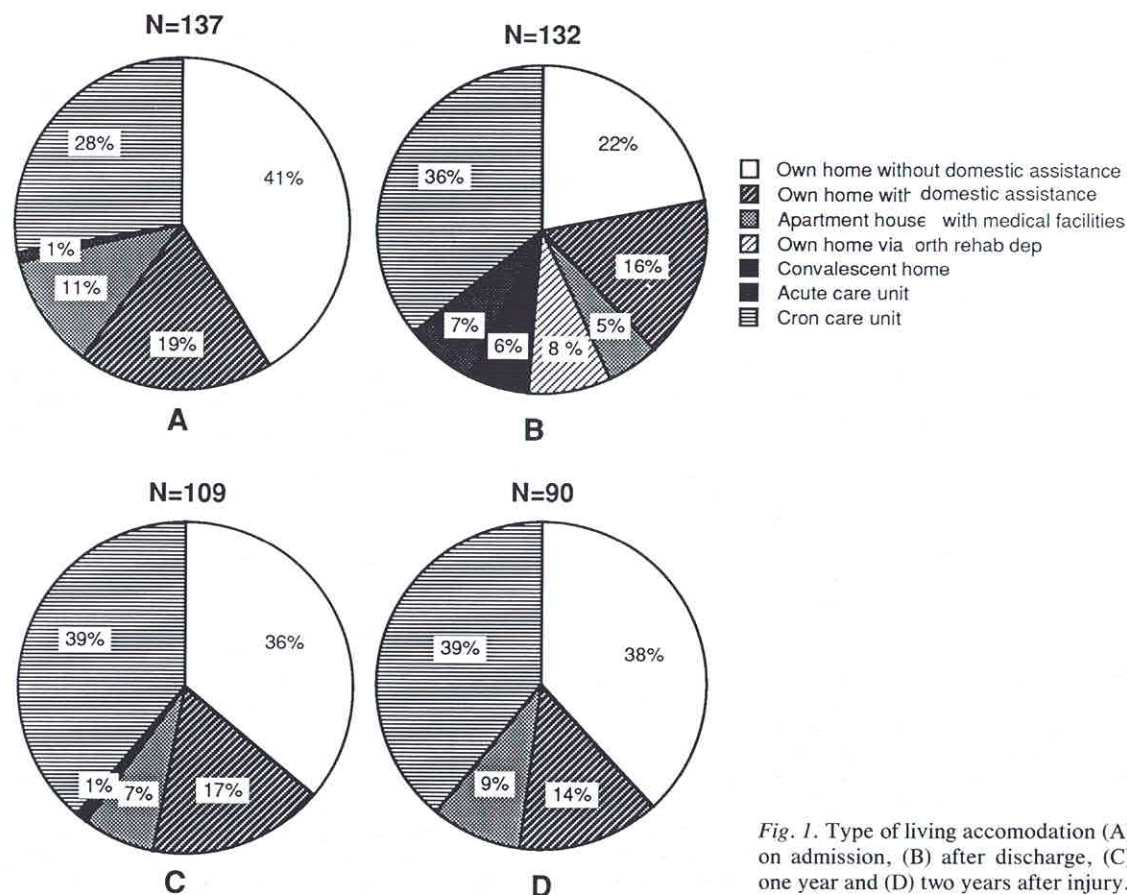 N=137
28%
41%
1%
11%
19%
A
N=132
22%
36%
16%
7%
6%
8 %
5%
B
Own home without domestic assistance
Own home with domestic assistance
Apartment house with medical facilities
Own home via orth rehab dep
Convalescent home
Acute care unit
Cron care unit
N=109
39%
36%
1%
7%
17%
C
N=90
39%
38%
9%
14%
D
Fig. 1. Type of living accomodation (A)
on admission, (B) after discharge, (C)
one year and (D) two years after injury.